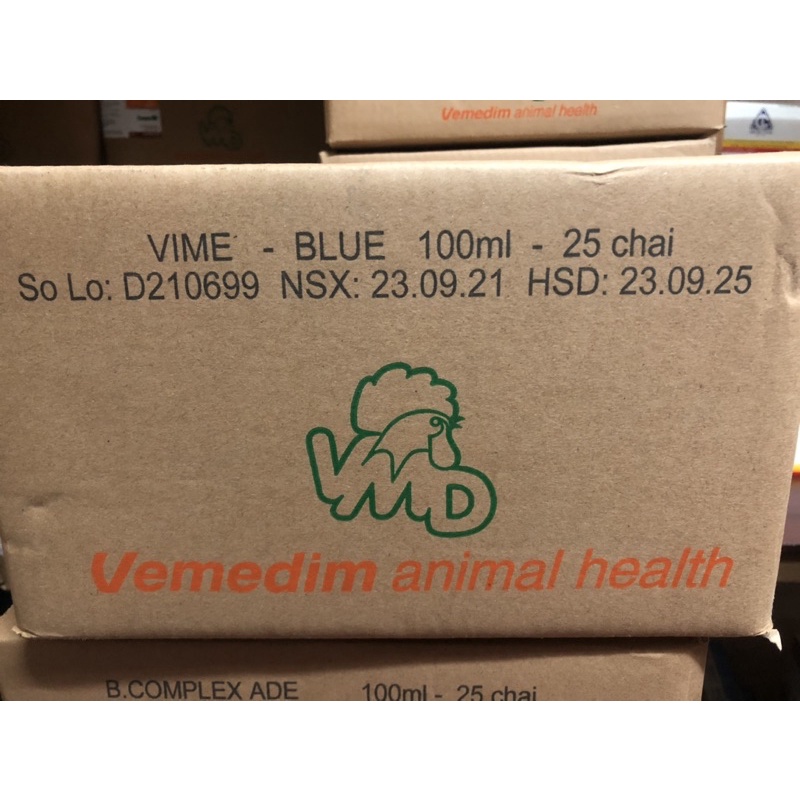 Vemedim animal health
VIME - BLUE 100ml - 25 chai
So Lo: D210699 NSX: 23.09.21 HSD: 23.09.25
VMD
Vemedim animal health
B.COMPLEX ADE 100ml - 25 chai